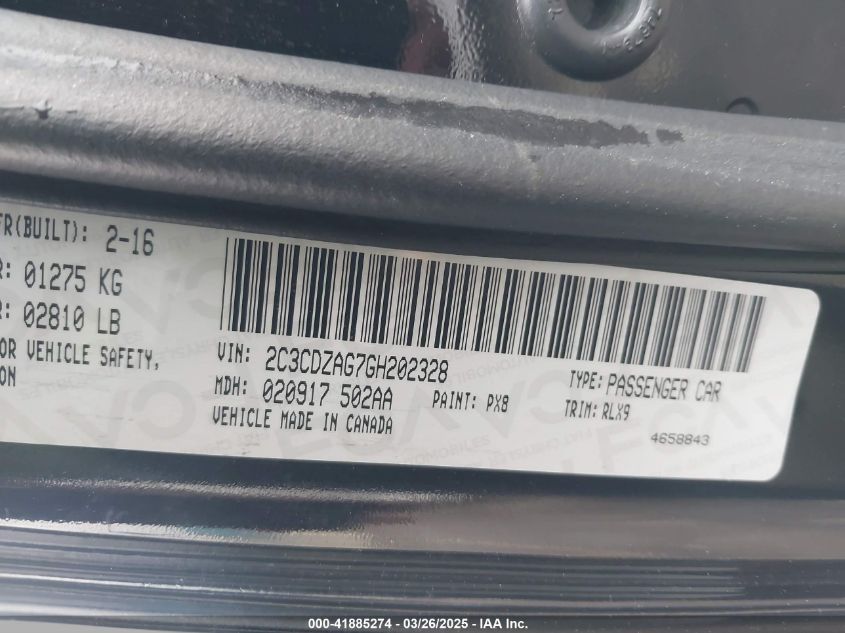 FR(BUILT): 2-16
R: 01275 KG
R: 02810 LB
OR VEHICLE SAFETY,
ON
VIN: 2C3CDZAG7GH202328
TYPE: PASSENGER CAR
MDH: 020917 502AA
PAINT: PX8
TRIM: RLX9
VEHICLE MADE IN CANADA
4658843
000-41885274 - 03/26/2025 - IAA Inc.